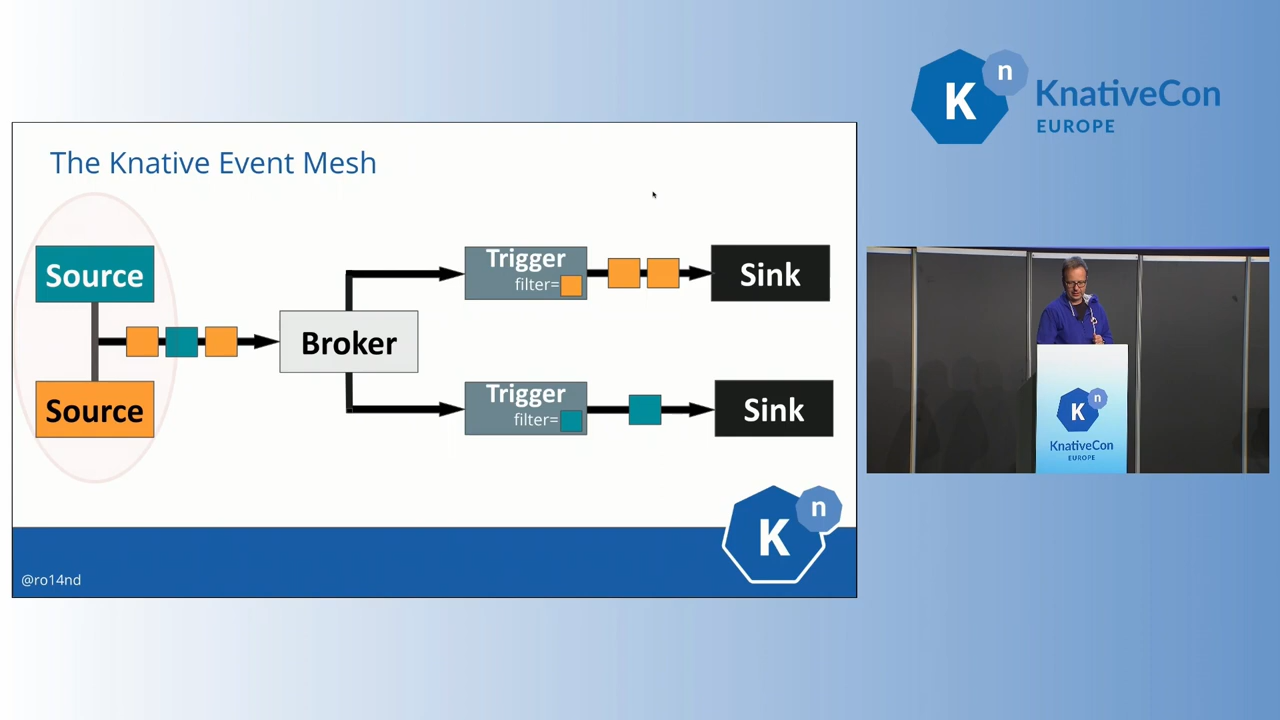 K n KnativeCon
EUROPE
The Knative Event Mesh
Source
Source
Broker
Trigger
filter=
Sink
Trigger
filter=
Sink
K n
@ro14nd
K n
KnativeCon
EUROPE